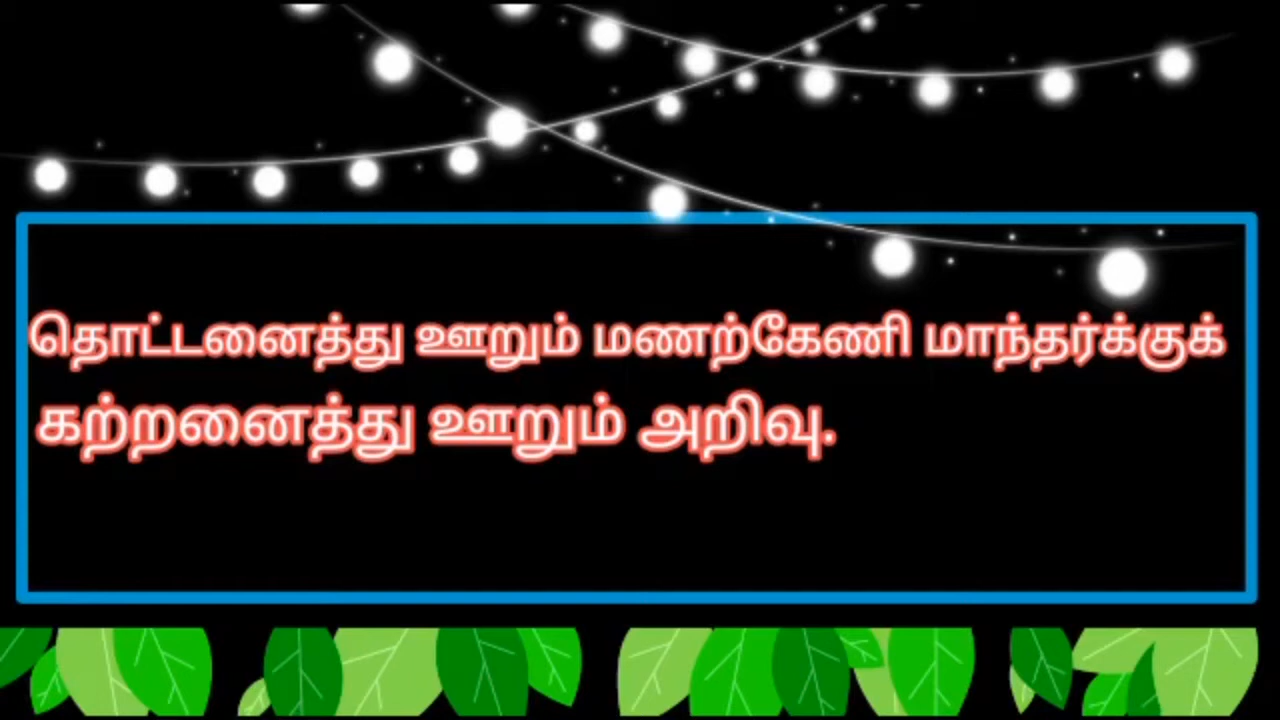 தொட்டனைத்து ஊறும் மணற்கேணி மாந்தர்க்குக்
கற்றனைத்து ஊறும் அறிவு.